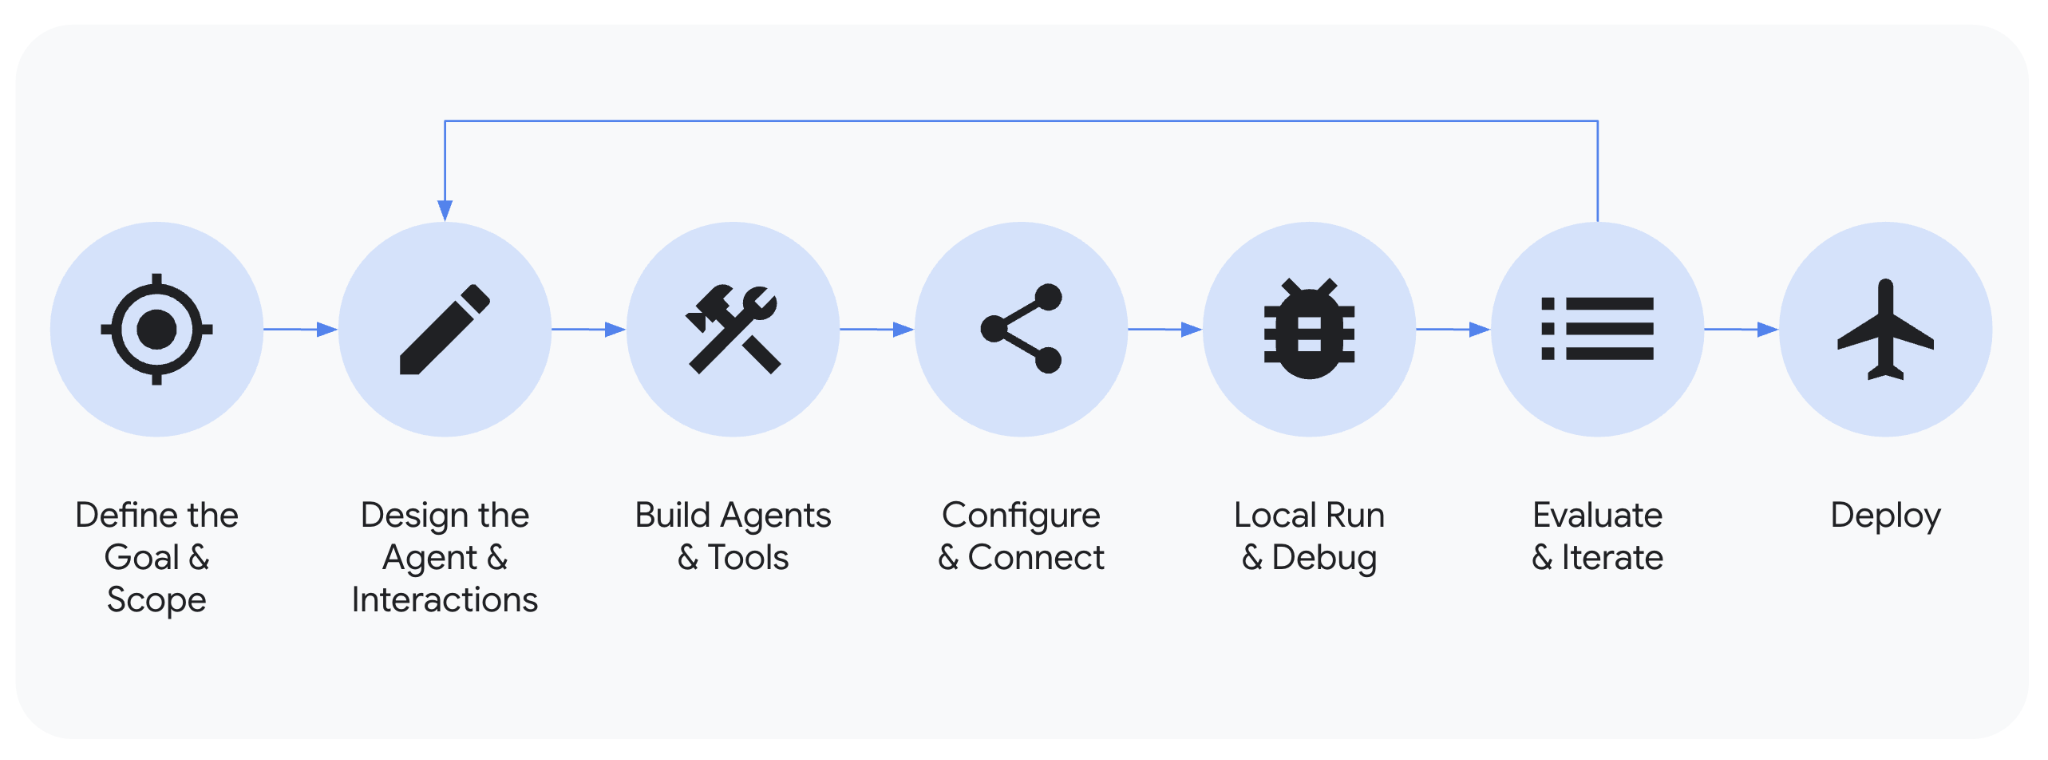 Define the
Goal &
Scope
Design the
Agent &
Interactions
Build Agents
& Tools
Configure
& Connect
Local Run
& Debug
Evaluate
& Iterate
Deploy